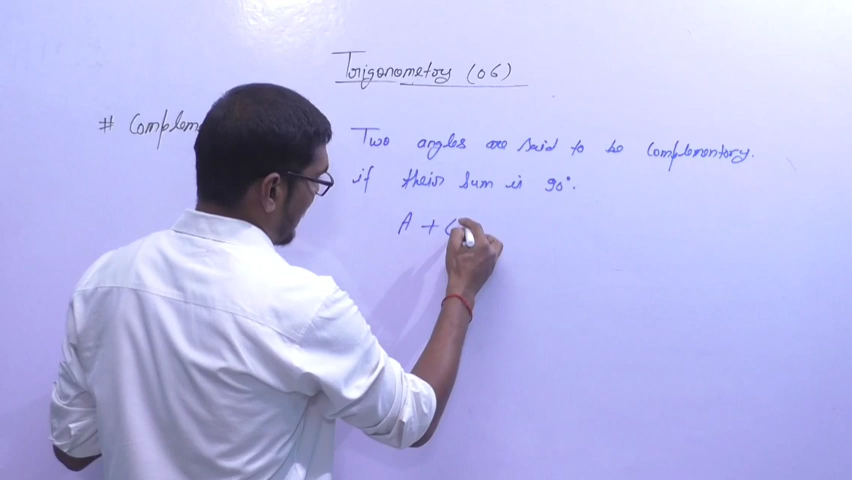 Trigonometry (06)
# Complem
Two angles are said to be complementary.
if their sum is 90°.
A + (